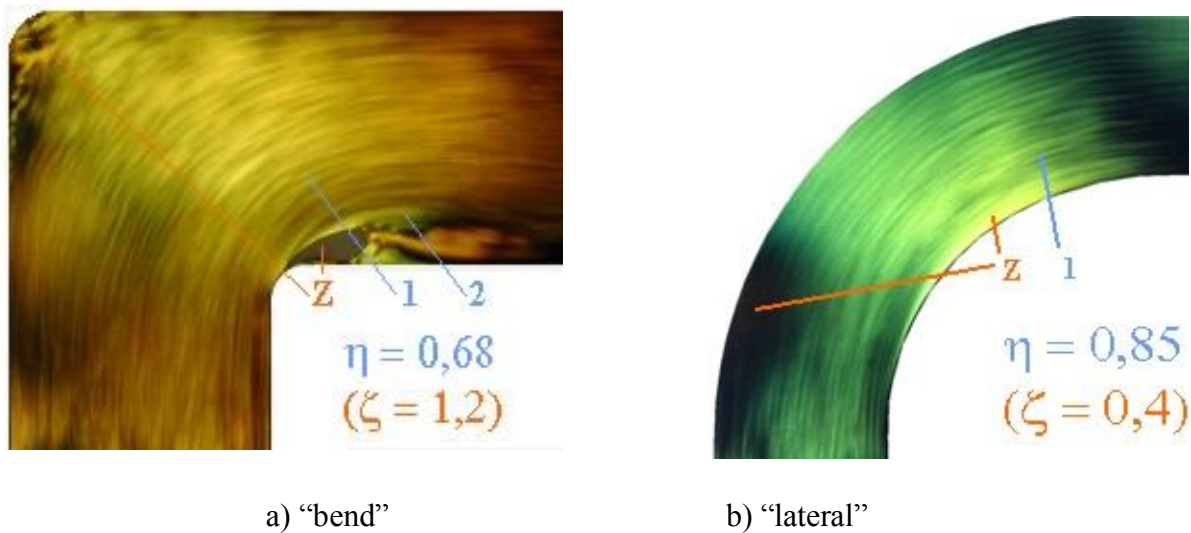 Z 1 2
η = 0,68
(ζ = 1,2)
Z 1
η = 0,85
(ζ = 0,4)
a) “bend” b) “lateral”